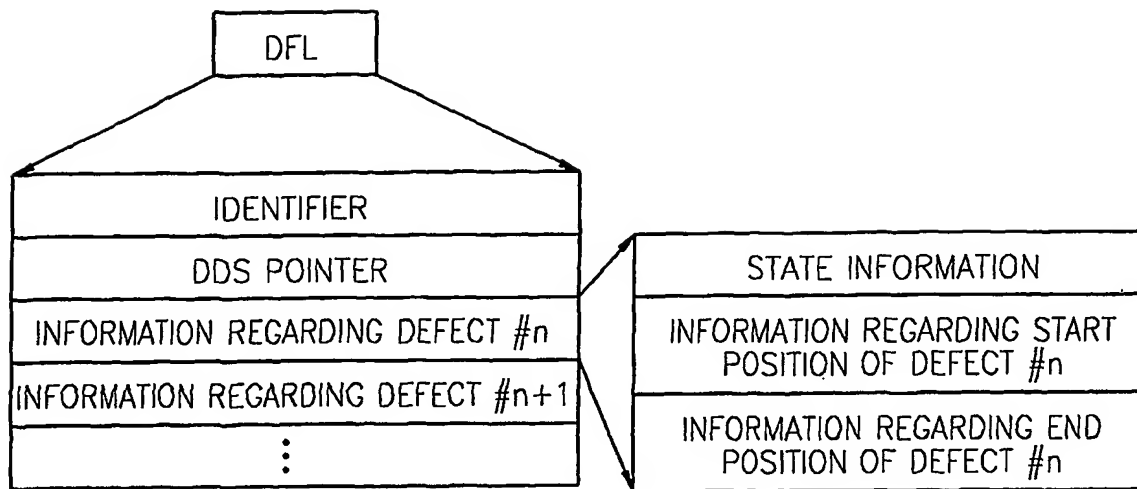 DFL
IDENTIFIER
DDS POINTER
INFORMATION REGARDING DEFECT #n
INFORMATION REGARDING DEFECT #n+1
⋮
STATE INFORMATION
INFORMATION REGARDING START
POSITION OF DEFECT #n
INFORMATION REGARDING END
POSITION OF DEFECT #n